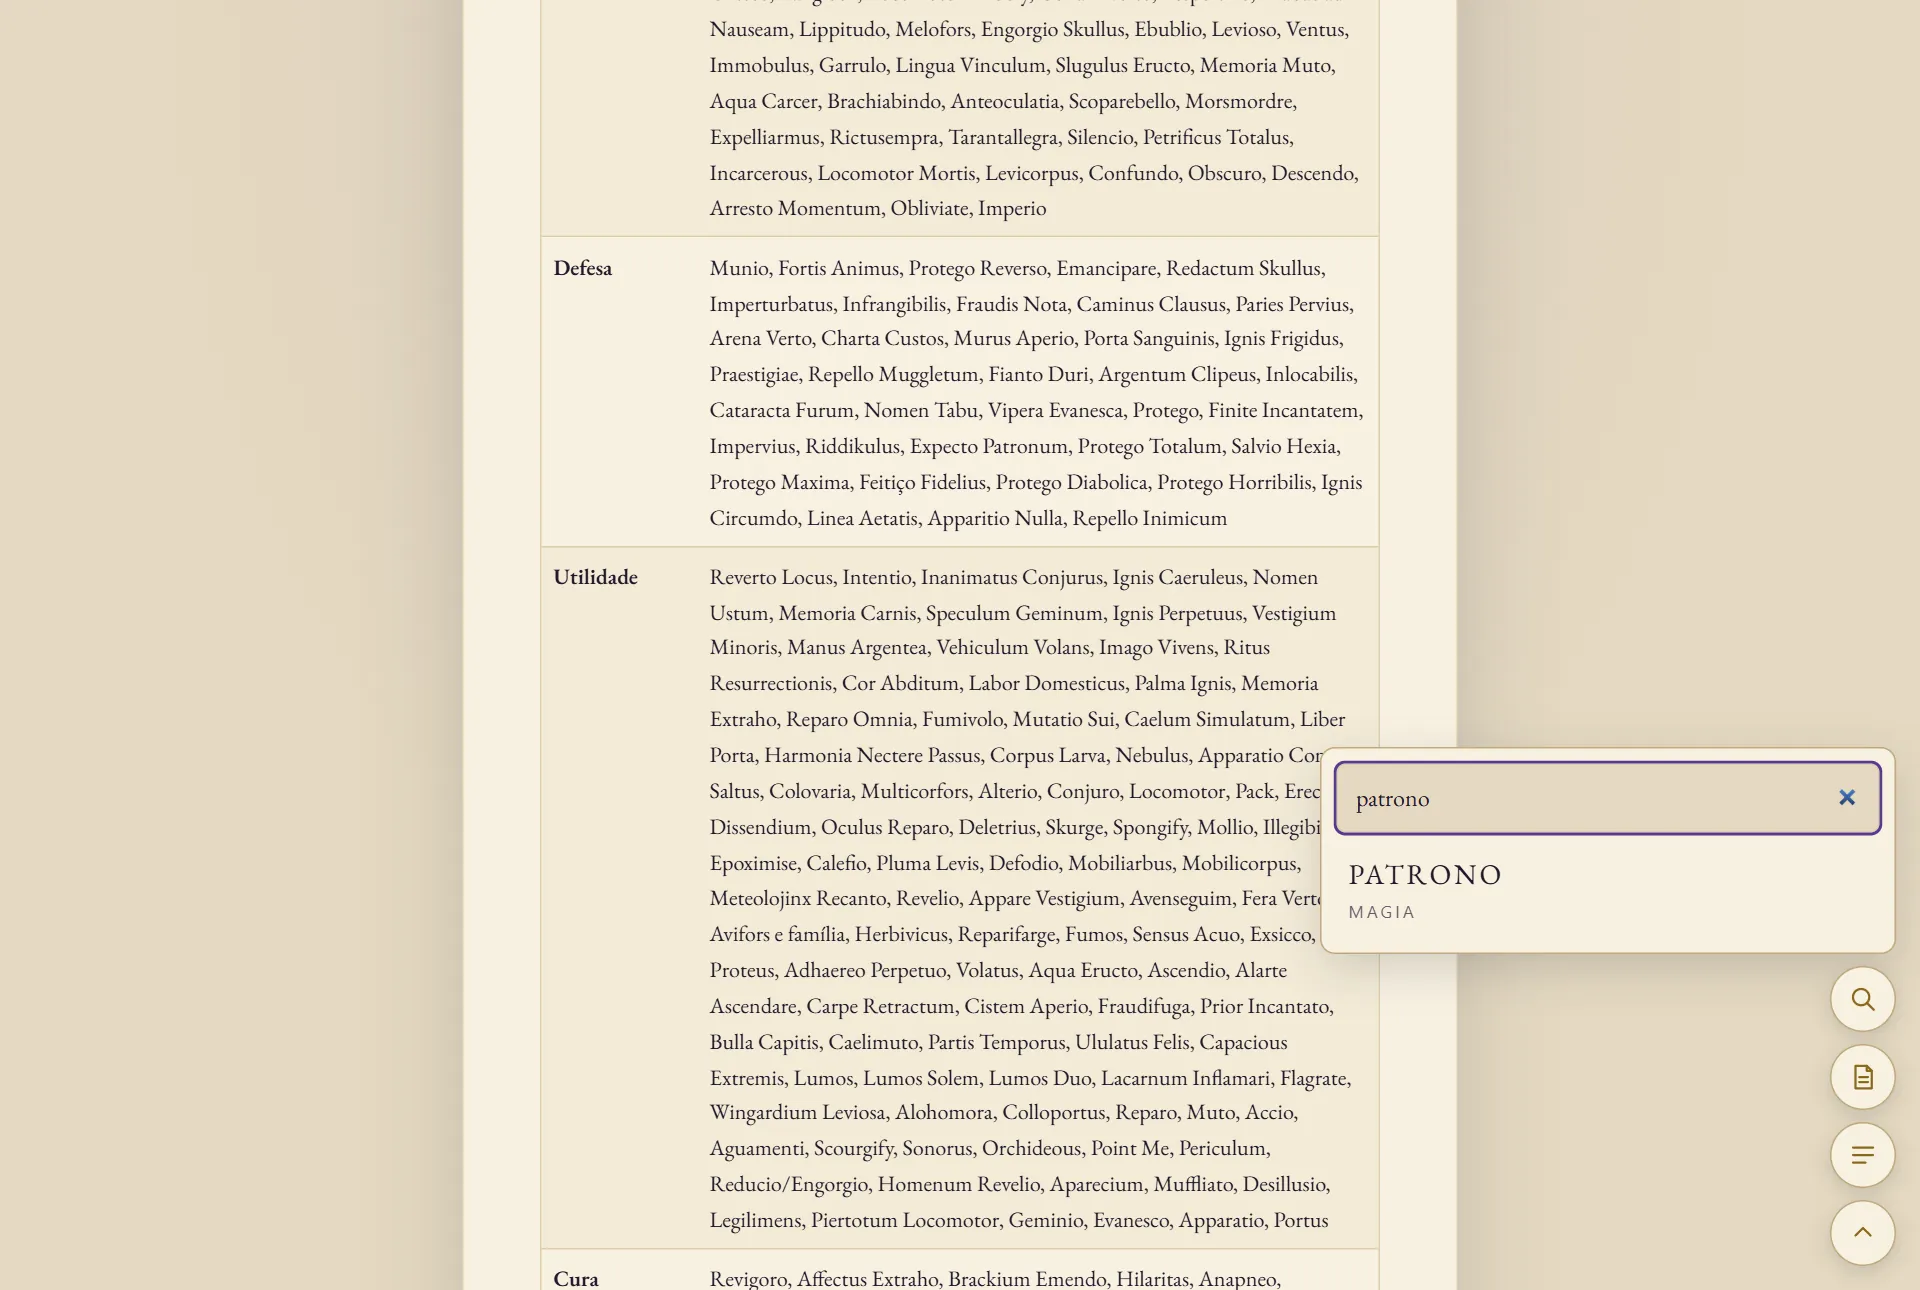 Nauseam, Lippitudo, Melofors, Engorgio Skullus, Ebublio, Levioso, Ventus,
Immobulus, Garrulo, Lingua Vinculum, Slugulus Eructo, Memoria Muto,
Aqua Carcer, Brachiabindo, Anteoculatia, Scoparebello, Morsmordre,
Expelliarmus, Rictusempra, Tarantallegra, Silencio, Petrificus Totalus,
Incarcerous, Locomotor Mortis, Levicorpus, Confundo, Obscuro, Descendo,
Arresto Momentum, Obliviate, Imperio
Defesa
Munio, Fortis Animus, Protego Reverso, Emancipare, Redactum Skullus,
Imperturbatus, Infrangibilis, Fraudis Nota, Caminus Clausus, Paries Pervius,
Arena Verto, Charta Custos, Murus Aperio, Porta Sanguinis, Ignis Frigidus,
Praestigiae, Repello Muggletum, Fianto Duri, Argentum Clipeus, Inlocabilis,
Cataracta Furum, Nomen Tabu, Vipera Evanesca, Protego, Finite Incantatem,
Impervius, Riddikulus, Expecto Patronum, Protego Totalum, Salvio Hexia,
Protego Maxima, Feitiço Fidelius, Protego Diabolica, Protego Horribilis, Ignis
Circumdo, Linea Aetatis, Apparitio Nulla, Repello Inimicum
Utilidade
Reverto Locus, Intentio, Inanimatus Conjurus, Ignis Caeruleus, Nomen
Ustum, Memoria Carnis, Speculum Geminum, Ignis Perpetuus, Vestigium
Minoris, Manus Argentea, Vehiculum Volans, Imago Vivens, Ritus
Resurrectionis, Cor Abditum, Labor Domesticus, Palma Ignis, Memoria
Extraho, Reparo Omnia, Fumivolo, Mutatio Sui, Caelum Simulatum, Liber
Porta, Harmonia Nectere Passus, Corpus Larva, Nebulus, Apparatio
Saltus, Colovaria, Multicorfors, Alterio, Conjuro, Locomotor, Pack,
Dissendium, Oculus Reparo, Deletrius, Skurge, Spongify, Mollio,
Epoximise, Calefio, Pluma Levis, Defodio, Mobiliarbus, Mobilicorpus,
Meteolojinx Recanto, Revelio, Appare Vestigium, Avenseguim, Fera
Avifors e família, Herbivicus, Reparifarge, Fumos, Sensus Acuo, Exsicco,
Proteus, Adhaereo Perpetuo, Volatus, Aqua Eructo, Ascendio, Alarte
Ascendare, Carpe Retractum, Cistem Aperio, Fraudifuga, Prior Incantato,
Bulla Capitis, Caelimuto, Partis Temporus, Ululatus Felis, Capacious
Extremis, Lumos, Lumos Solem, Lumos Duo, Lacarnum Inflamari, Flagrate,
Wingardium Leviosa, Alohomora, Colloportus, Reparo, Muto, Accio,
Aguamenti, Scourgify, Sonorus, Orchideous, Point Me, Periculum,
Reducio/Engorgio, Homenum Revelio, Aparecium, Muffliato, Desillusio,
Legilimens, Piertotum Locomotor, Geminio, Evanesco, Apparatio, Portus
Cura
Revigoro, Affectus Extraho, Brackium Emendo, Hilaritas, Anapneo,
patrono
PATRONO
MAGIA